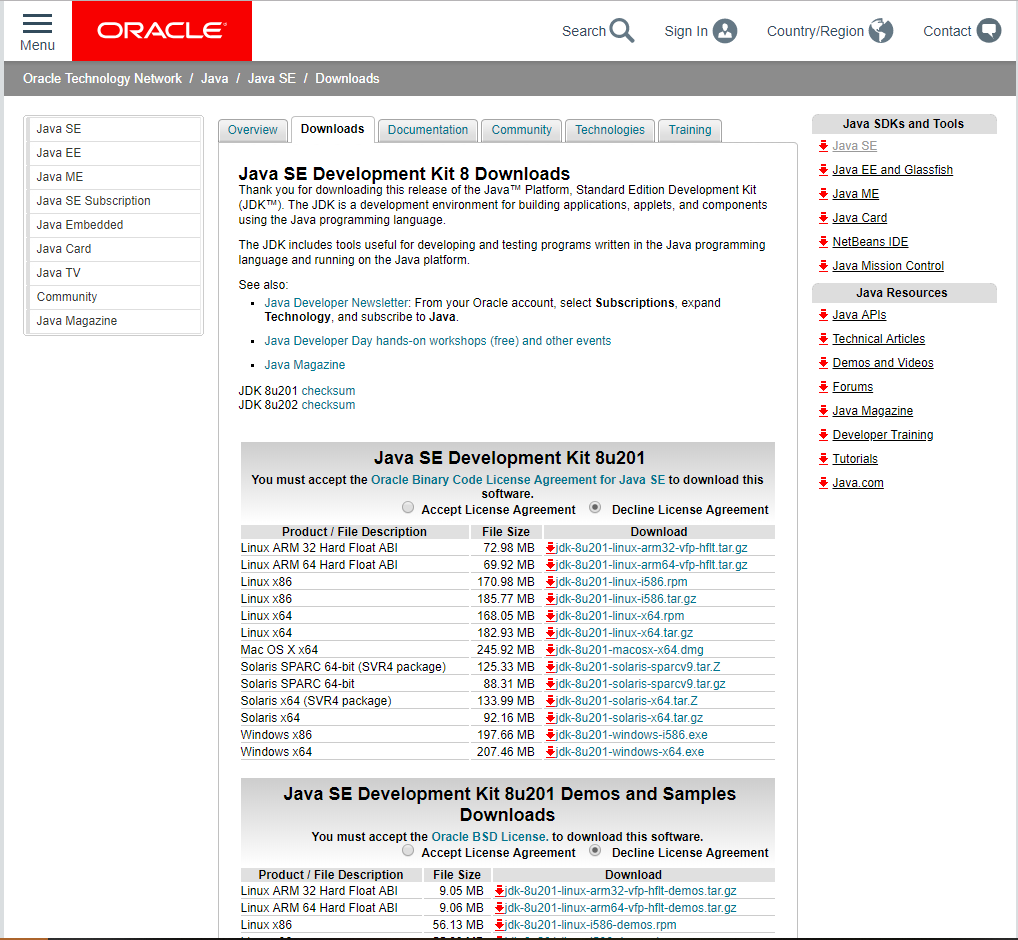 Menu
ORACLE
Search
Sign In
Country/Region
Contact
Oracle Technology Network / Java / Java SE / Downloads
Java SE
Java EE
Java ME
Java SE Subscription
Java Embedded
Java Card
Java TV
Community
Java Magazine
Overview
Downloads
Documentation
Community
Technologies
Training
Java SE Development Kit 8 Downloads
Thank you for downloading this release of the Java™ Platform, Standard Edition Development Kit
(JDK™). The JDK is a development environment for building applications, applets, and components
using the Java programming language.
The JDK includes tools useful for developing and testing programs written in the Java programming
language and running on the Java platform.
See also:
Java Developer Newsletter: From your Oracle account, select Subscriptions, expand
Technology, and subscribe to Java.
Java Developer Day hands-on workshops (free) and other events
Java Magazine
JDK 8u201 checksum
JDK 8u202 checksum
Java SE Development Kit 8u201
You must accept the Oracle Binary Code License Agreement for Java SE to download this
software.
Accept License Agreement Decline License Agreement
Product / File Description File Size Download
Linux ARM 32 Hard Float ABI 72.98 MB jdk-8u201-linux-arm32-vfp-hflt.tar.gz
Linux ARM 64 Hard Float ABI 69.92 MB jdk-8u201-linux-arm64-vfp-hflt.tar.gz
Linux x86 170.98 MB jdk-8u201-linux-i586.rpm
Linux x86 185.77 MB jdk-8u201-linux-i586.tar.gz
Linux x64 168.05 MB jdk-8u201-linux-x64.rpm
Linux x64 182.93 MB jdk-8u201-linux-x64.tar.gz
Mac OS X x64 245.92 MB jdk-8u201-macosx-x64.dmg
Solaris SPARC 64-bit (SVR4 package) 125.33 MB jdk-8u201-solaris-sparcv9.tar.Z
Solaris SPARC 64-bit 88.31 MB jdk-8u201-solaris-sparcv9.tar.gz
Solaris x64 (SVR4 package) 133.99 MB jdk-8u201-solaris-x64.tar.Z
Solaris x64 92.16 MB jdk-8u201-solaris-x64.tar.gz
Windows x86 197.66 MB jdk-8u201-windows-i586.exe
Windows x64 207.46 MB jdk-8u201-windows-x64.exe
Java SE Development Kit 8u201 Demos and Samples
Downloads
You must accept the Oracle BSD License. to download this software.
Accept License Agreement Decline License Agreement
Product / File Description File Size Download
Linux ARM 32 Hard Float ABI 9.05 MB jdk-8u201-linux-arm32-vfp-hflt-demos.tar.gz
Linux ARM 64 Hard Float ABI 9.06 MB jdk-8u201-linux-arm64-vfp-hflt-demos.tar.gz
Linux x86 56.13 MB jdk-8u201-linux-i586-demos.rpm
Java SDKs and Tools
Java SE
Java EE and Glassfish
Java ME
Java Card
NetBeans IDE
Java Mission Control
Java Resources
Java APIs
Technical Articles
Demos and Videos
Forums
Java Magazine
Developer Training
Tutorials
Java.com